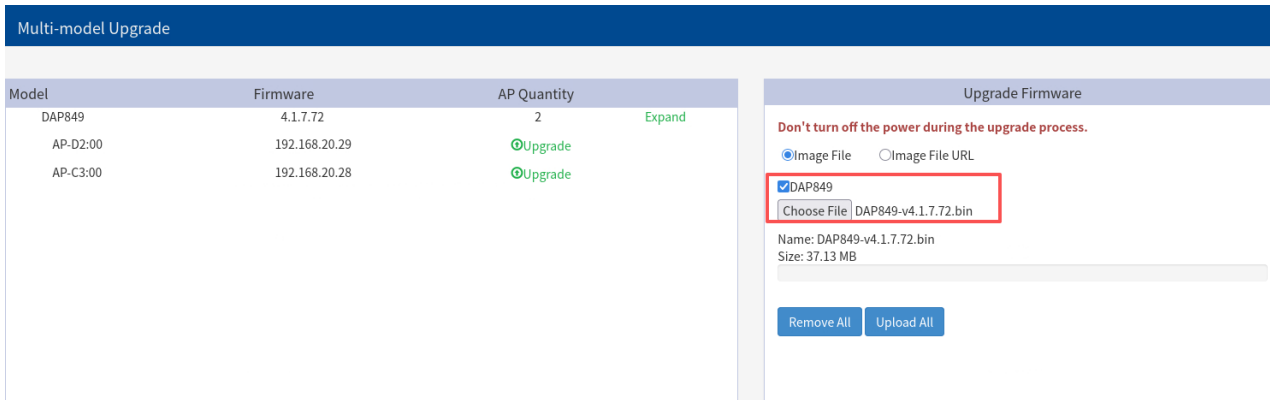 Multi-model Upgrade
Model Firmware AP Quantity
DAP849 4.1.7.72 2 Expand
AP-D2:00 192.168.20.29 Upgrade
AP-C3:00 192.168.20.28 Upgrade
Upgrade Firmware
Don't turn off the power during the upgrade process.
Image File Image File URL
DAP849
Choose File DAP849-v4.1.7.72.bin
Name: DAP849-v4.1.7.72.bin
Size: 37.13 MB
Remove All Upload All